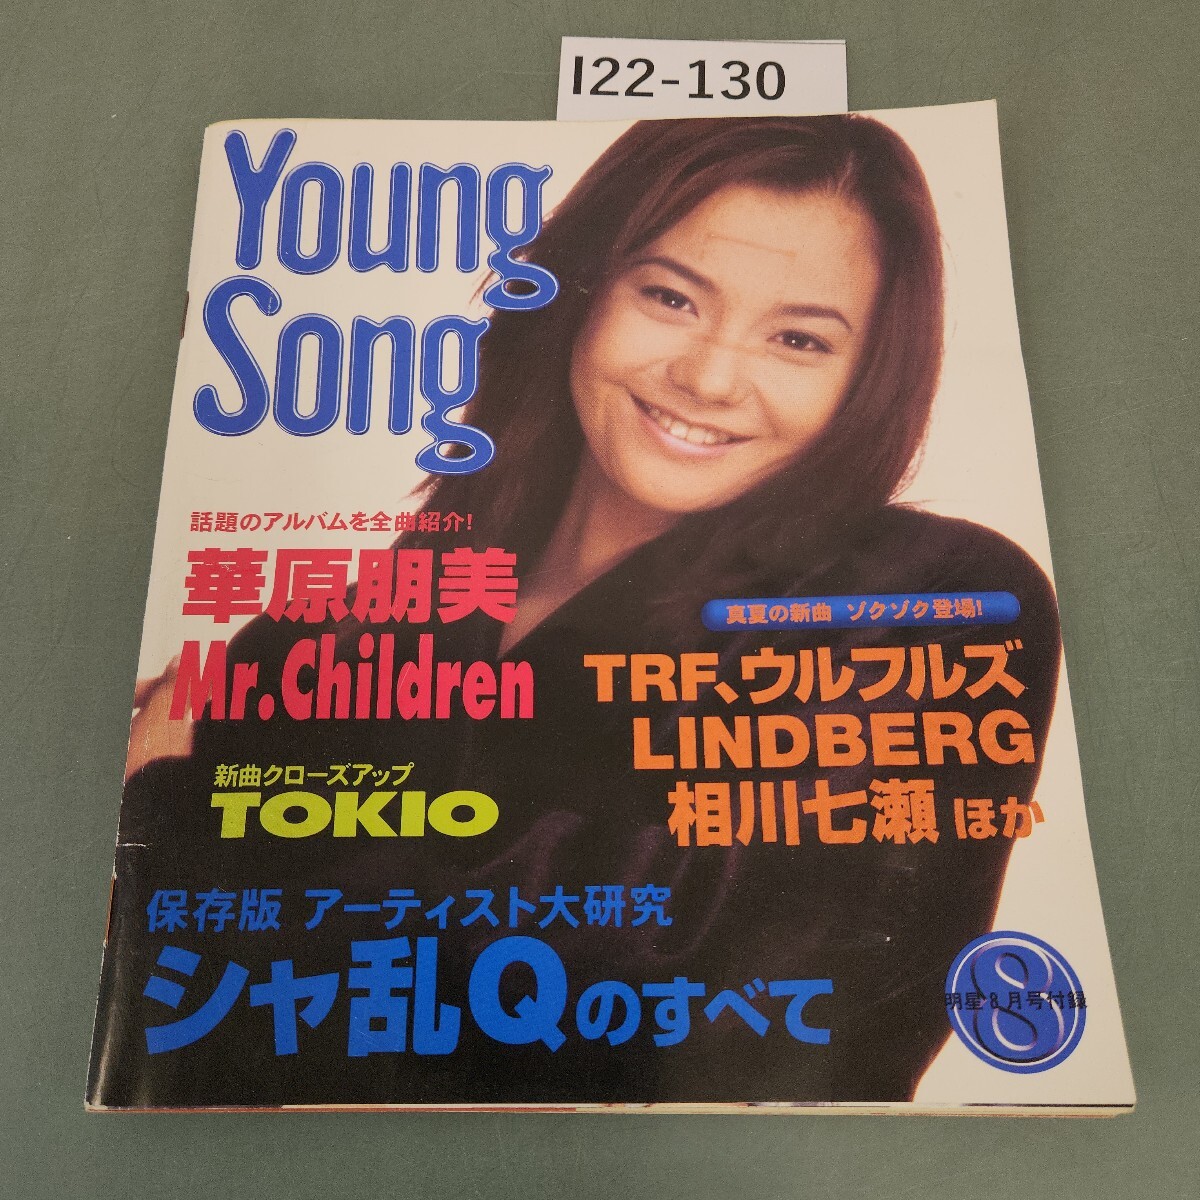 I22-130
Young
Song
話題のアルバムを全曲紹介!
華原朋美
Mr.Children
新曲クローズアップ
TOKIO
真夏の新曲 ゾクゾク登場!
TRF、ウルフルズ
LINDBERG
相川七瀬 ほか
保存版 アーティスト大研究
シャ乱Qのすべて
8
明星8月号付録